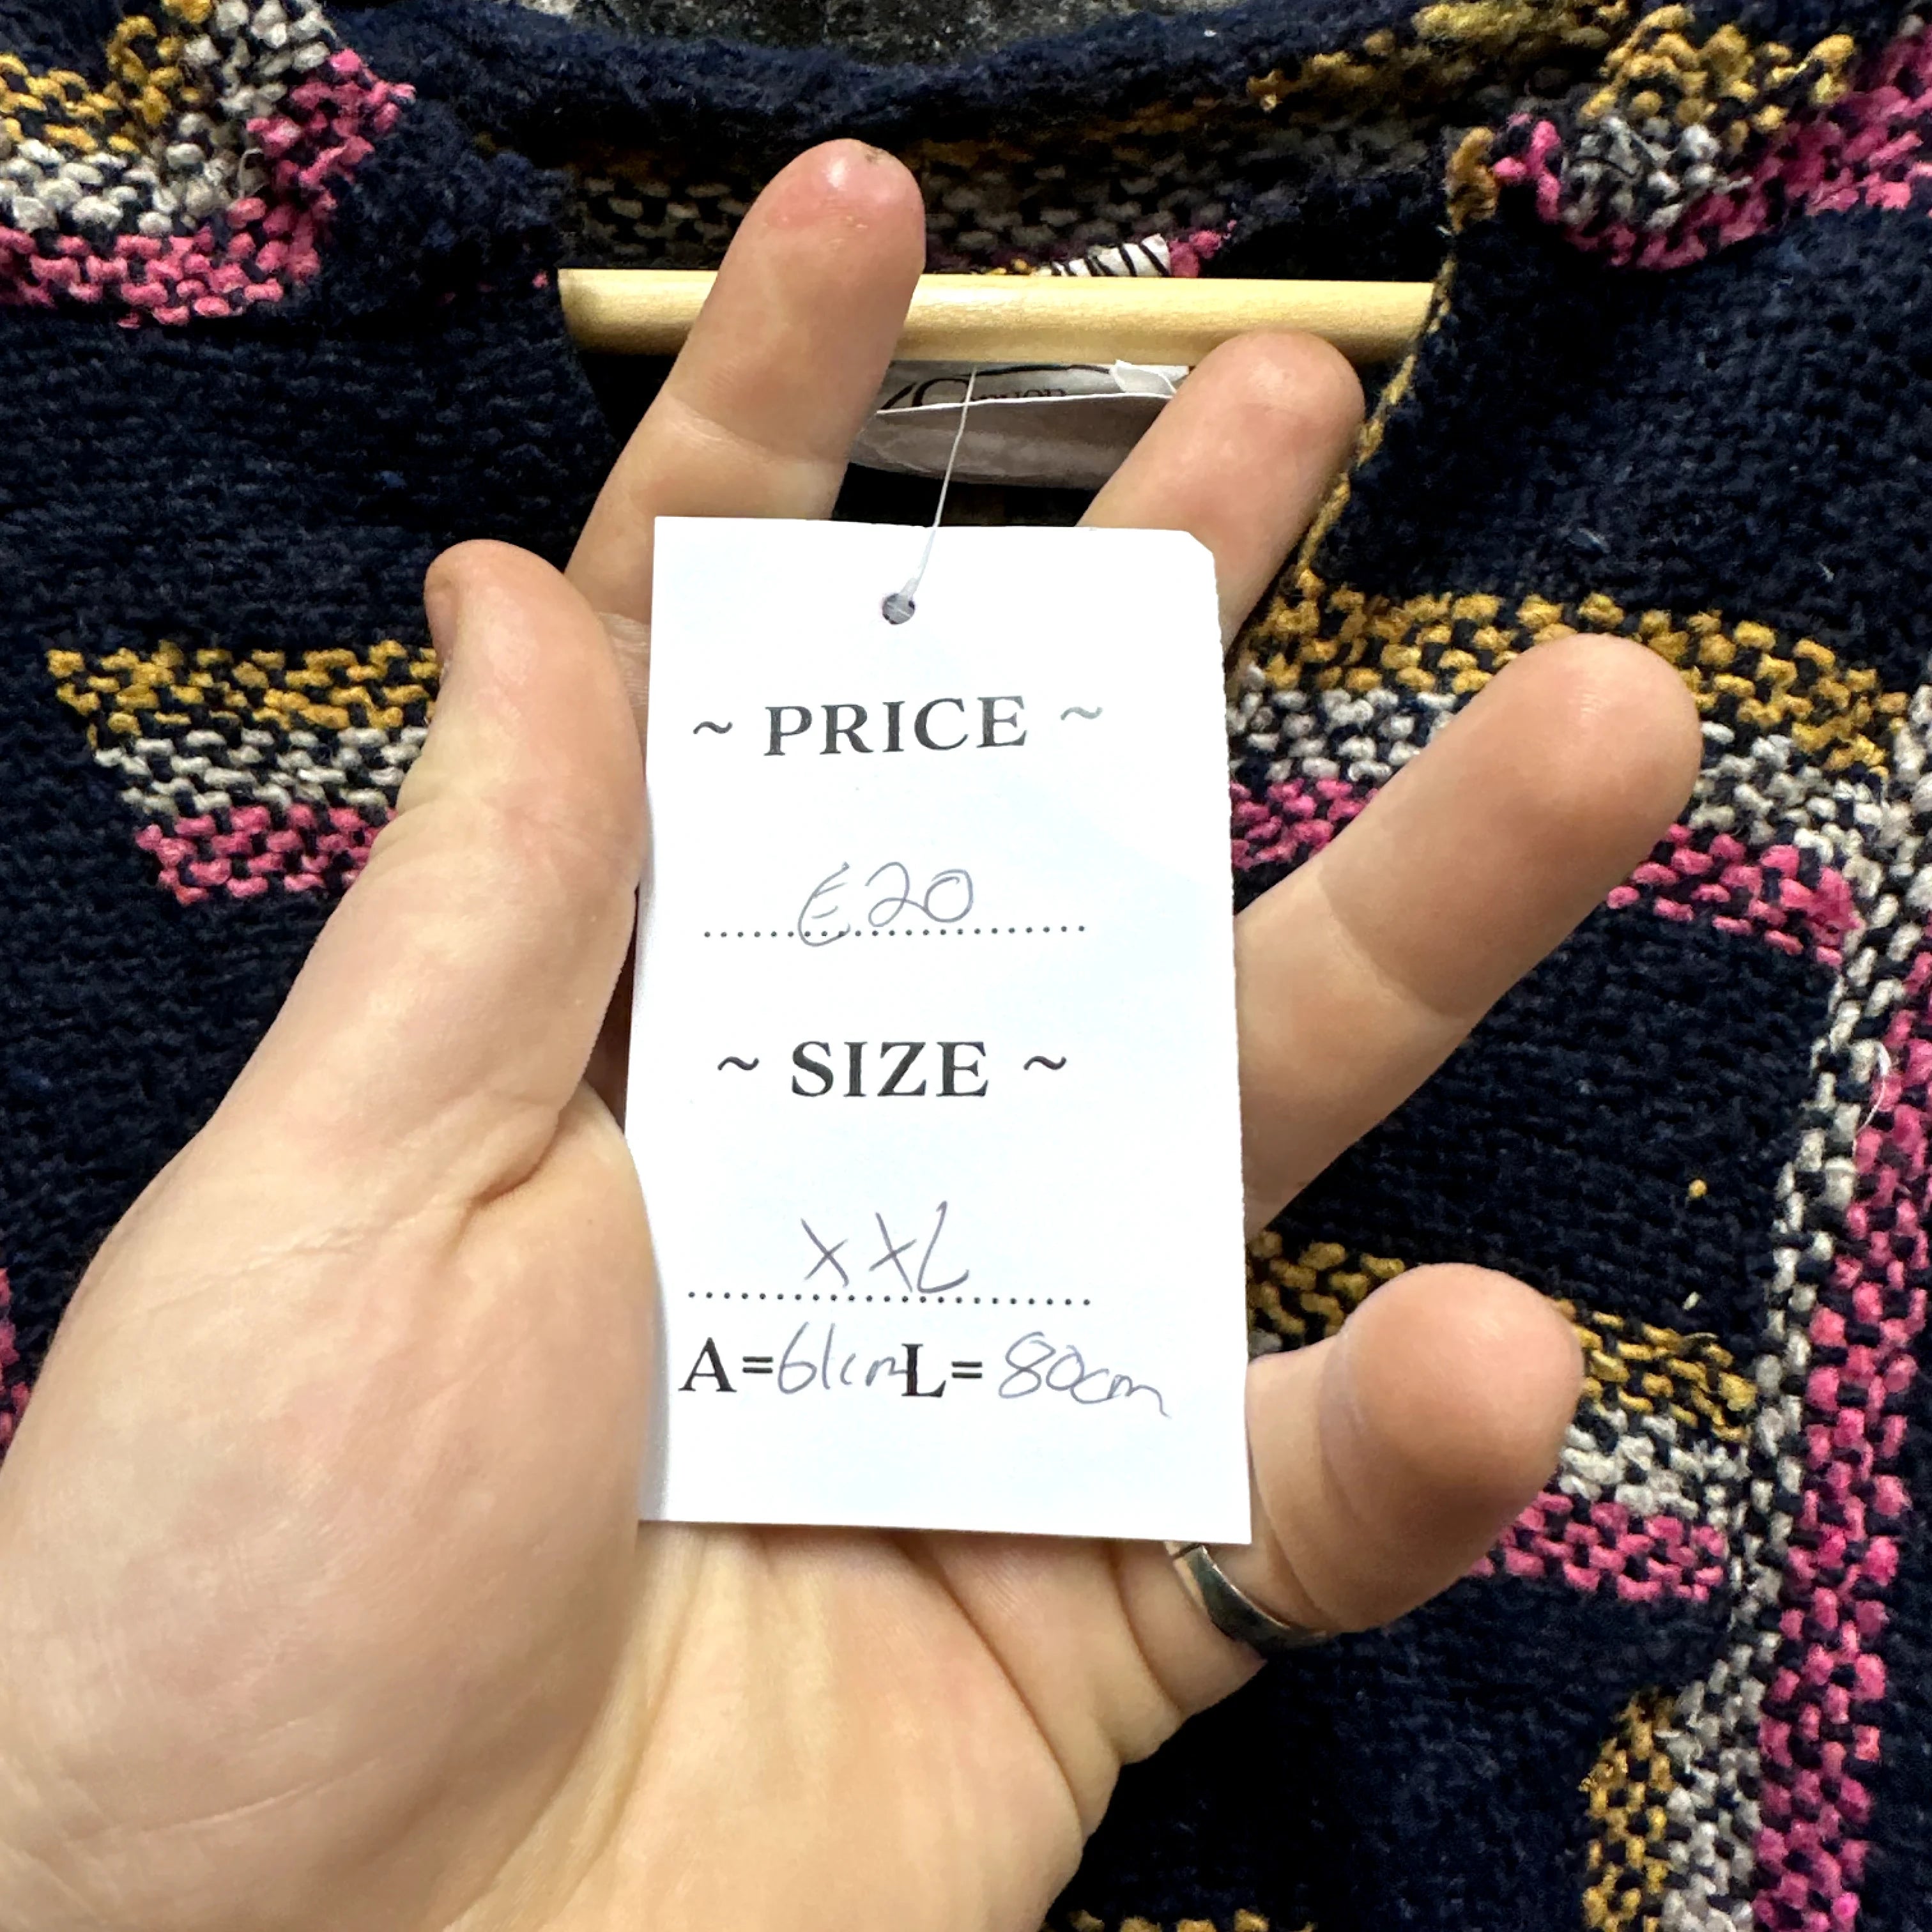 ~ PRICE ~
£20
~ SIZE ~
XXL
A=61cm L=80cm